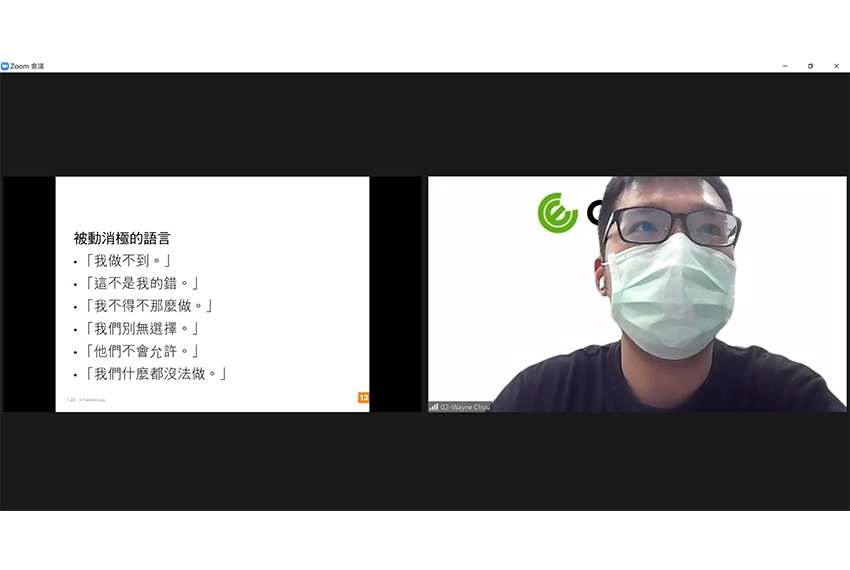 Zoom 會議
被動消極的語言
• 「我做不到。」
• 「這不是我的錯。」
• 「我不得不那麼做。」
• 「我們別無選擇。」
• 「他們不會允許。」
• 「我們什麼都沒法做。」
1.22 © FranklinCovey
13
G2-Wayne Chou